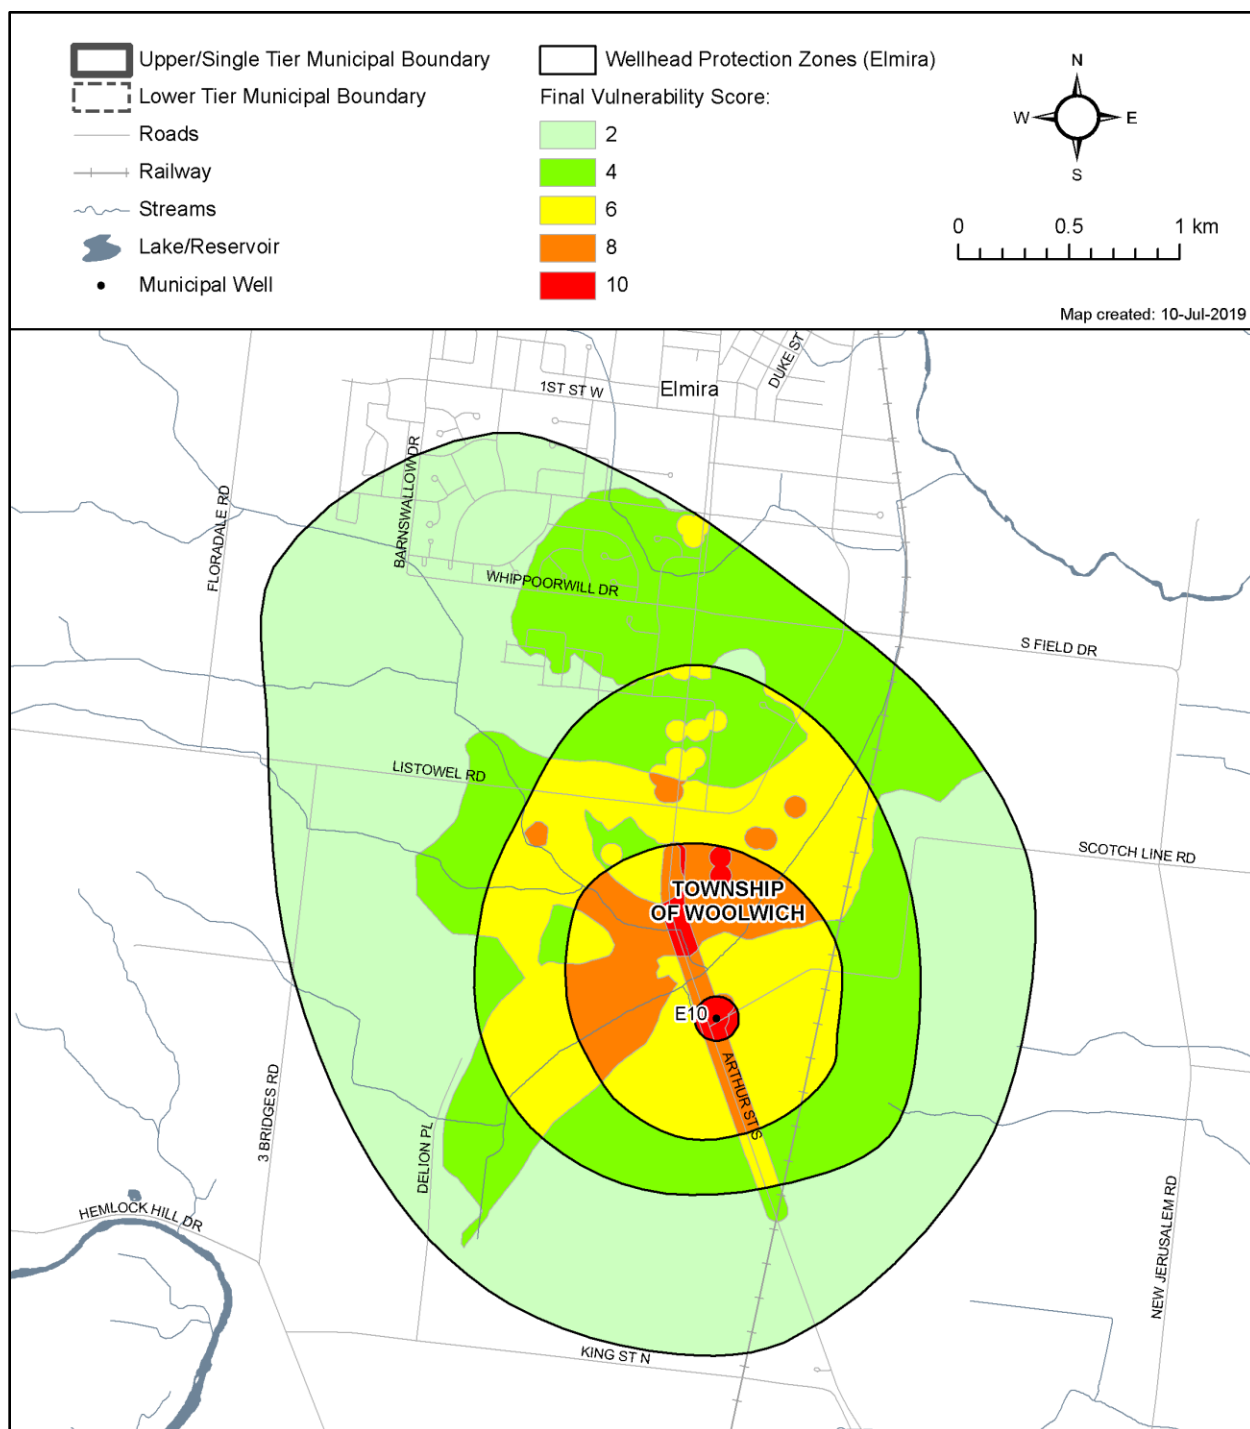 Upper/Single Tier Municipal Boundary
Lower Tier Municipal Boundary
Roads
Railway
Streams
Lake/Reservoir
Municipal Well
Wellhead Protection Zones (Elmira)
Final Vulnerability Score:
2
4
6
8
10
N
W E
S
0 0.5 1 km
Map created: 10-Jul-2019
DUKE ST
1ST ST W
Elmira
BARNSWALLOW DR
FLORADALE RD
WHIPPOORWILL DR
S FIELD DR
LISTOWEL RD
SCOTCH LINE RD
TOWNSHIP
OF WOOLWICH
E10
ARTHUR ST S
3 BRIDGES RD
DELION PL
HEMLOCK HILL DR
NEW JERUSALEM RD
KING ST N